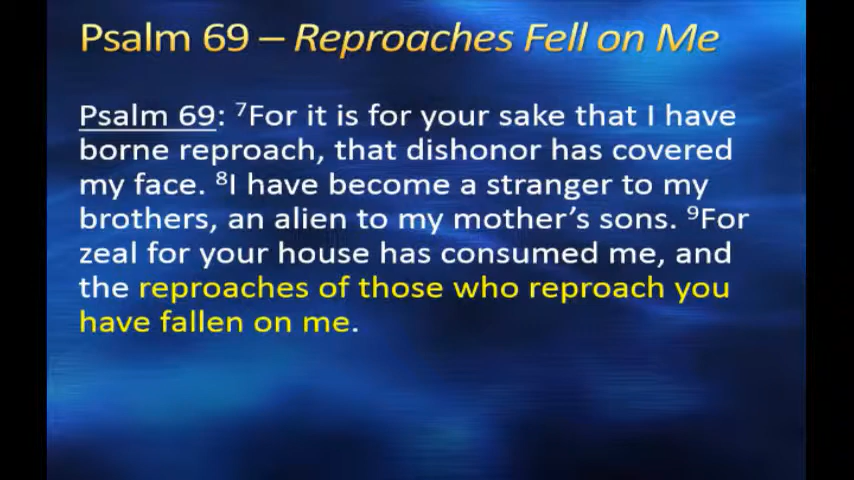 Psalm 69 – Reproaches Fell on Me
Psalm 69: ⁷For it is for your sake that I have
borne reproach, that dishonor has covered
my face. ⁸I have become a stranger to my
brothers, an alien to my mother’s sons. ⁹For
zeal for your house has consumed me, and
the reproaches of those who reproach you
have fallen on me.